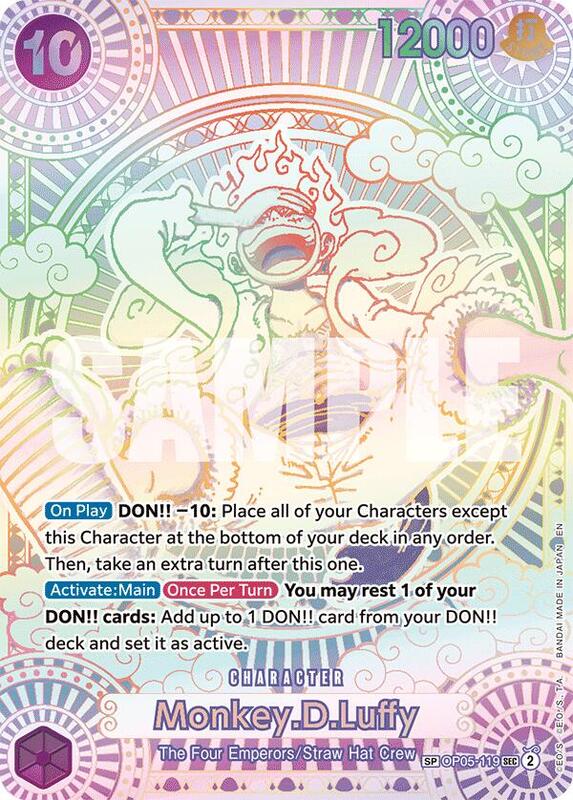 10
12000
打
STRIKE
SAMPLE
On Play DON!! −10: Place all of your Characters except
this Character at the bottom of your deck in any order.
Then, take an extra turn after this one.
Activate:Main Once Per Turn You may rest 1 of your
DON!! cards: Add up to 1 DON!! card from your DON!!
deck and set it as active.
CHARACTER
Monkey.D.Luffy
The Four Emperors/Straw Hat Crew
SP OP05-119 SEC 2
©E.O./S. ©E.O./S., T.A. BANDAI MADE IN JAPAN EN